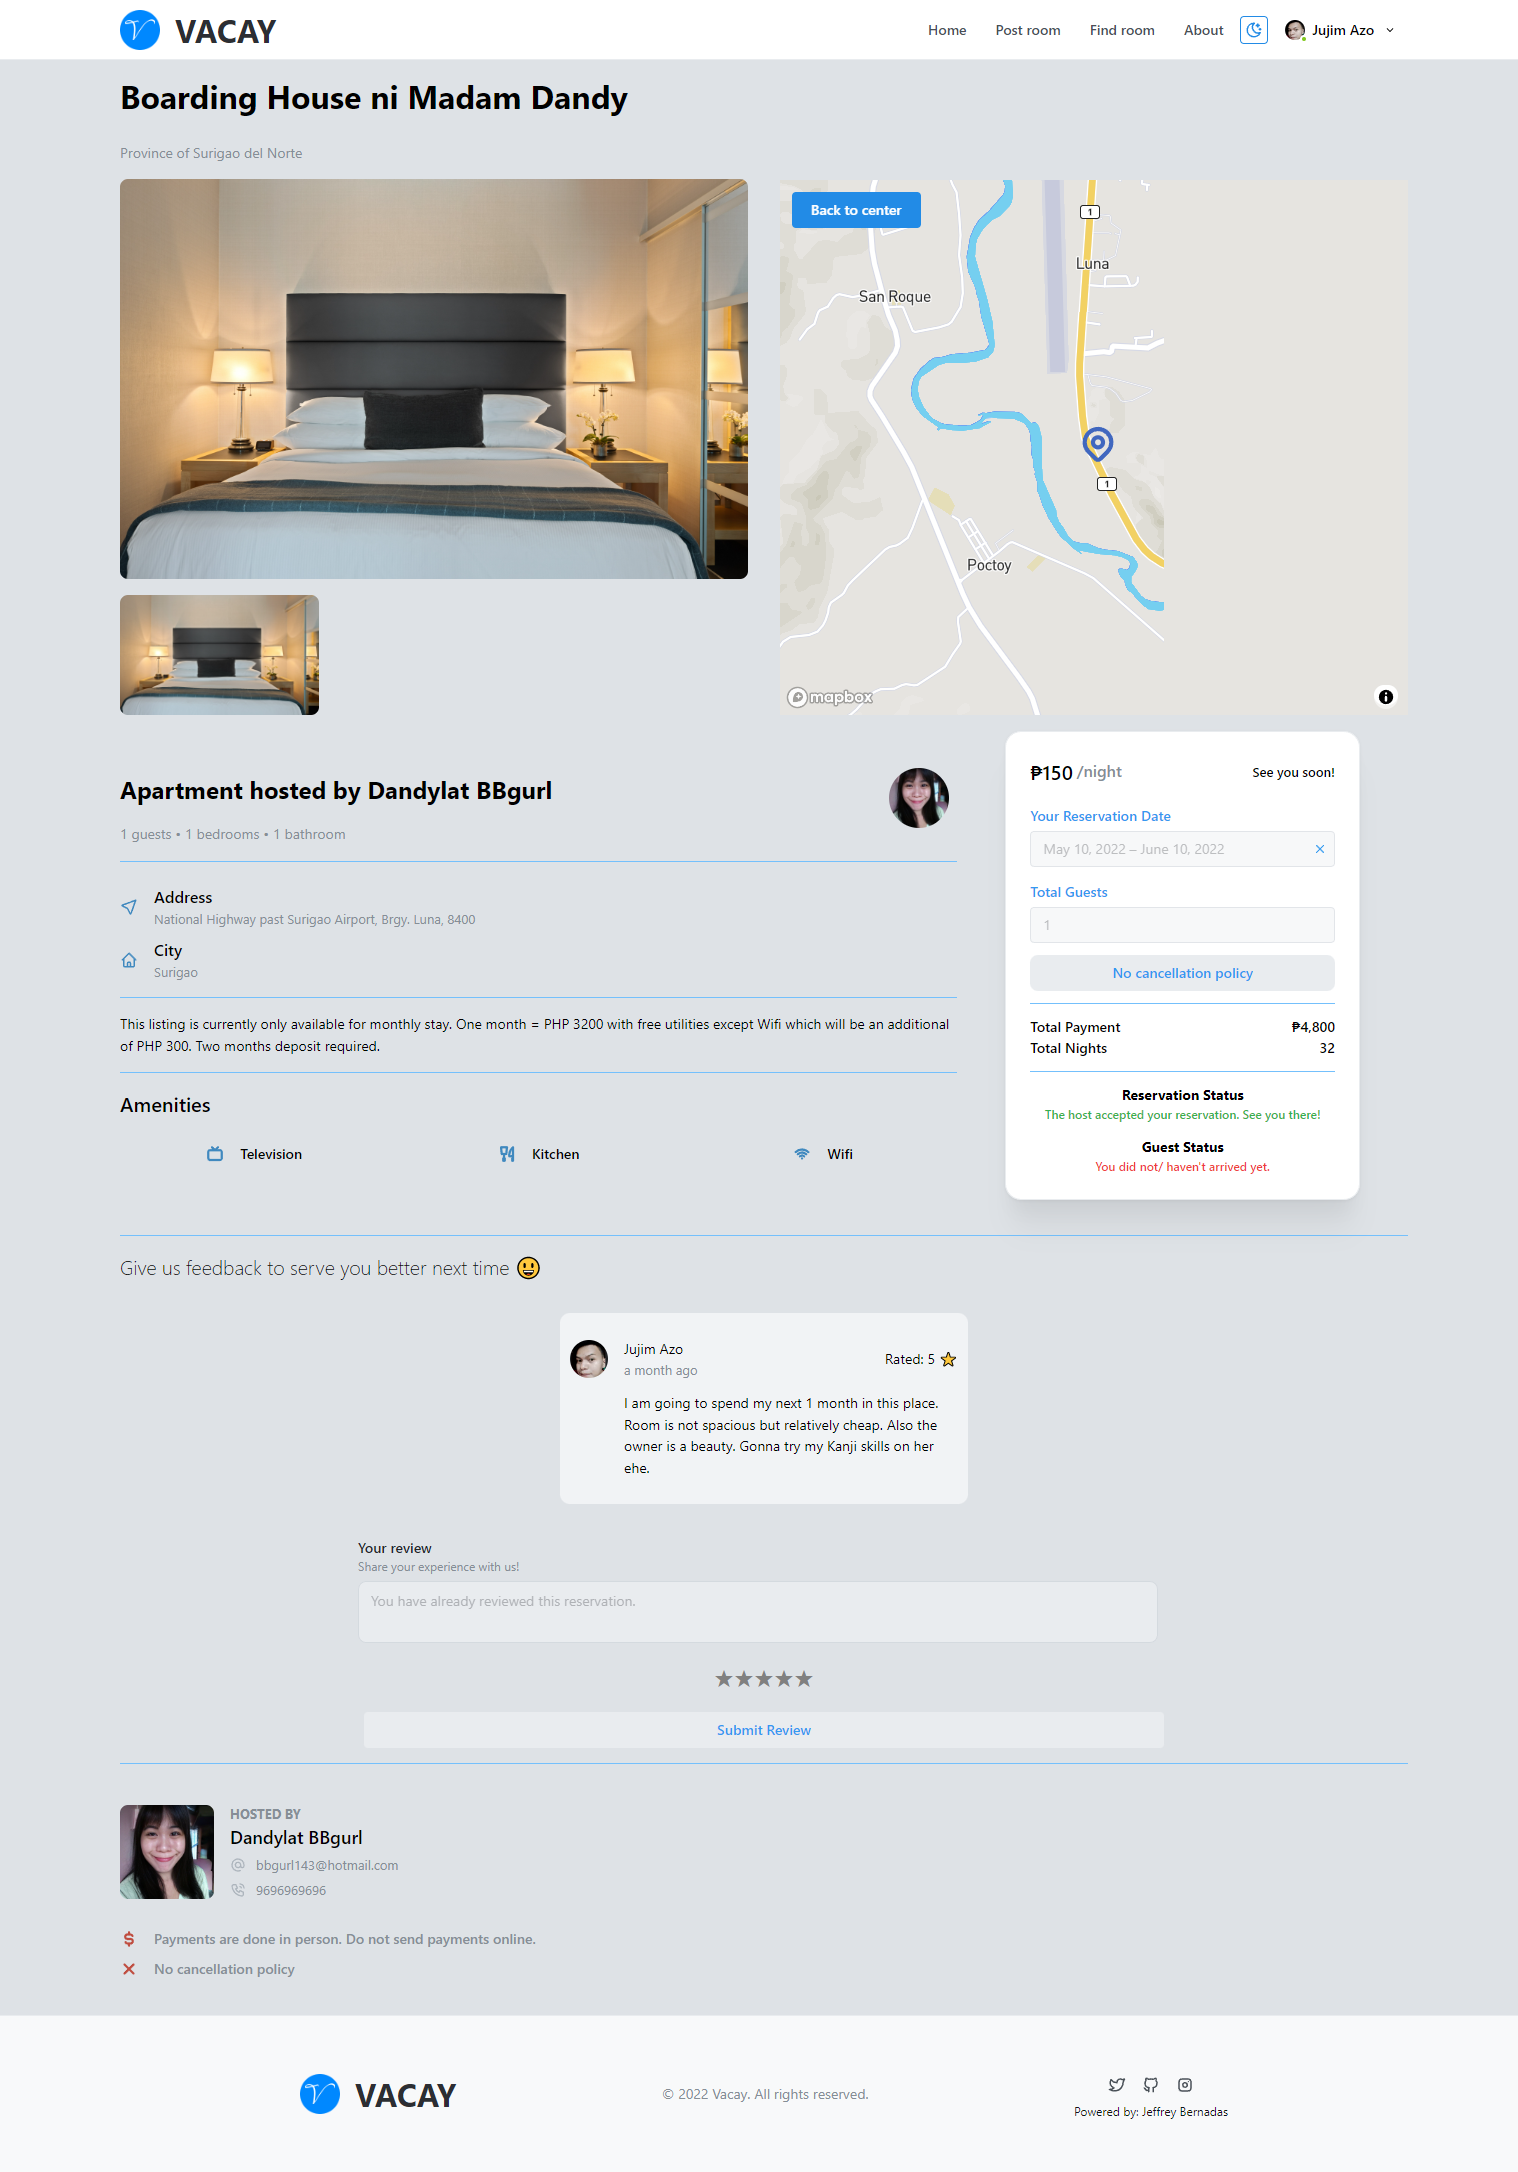 VACAY
Home
Post room
Find room
About
Jujim Azo
Boarding House ni Madam Dandy
Province of Surigao del Norte
Back to center
1
Luna
San Roque
1
Poctoy
mapbox
Apartment hosted by Dandylat BBgurl
1 guests • 1 bedrooms • 1 bathroom
Address
National Highway past Surigao Airport, Brgy. Luna, 8400
City
Surigao
This listing is currently only available for monthly stay. One month = PHP 3200 with free utilities except Wifi which will be an additional
of PHP 300. Two months deposit required.
Amenities
Television
Kitchen
Wifi
₱150 /night
See you soon!
Your Reservation Date
May 10, 2022 – June 10, 2022
Total Guests
1
No cancellation policy
Total Payment ₱4,800
Total Nights 32
Reservation Status
The host accepted your reservation. See you there!
Guest Status
You did not/ haven't arrived yet.
Give us feedback to serve you better next time 😃
Jujim Azo
a month ago
Rated: 5 ⭐
I am going to spend my next 1 month in this place.
Room is not spacious but relatively cheap. Also the
owner is a beauty. Gonna try my Kanji skills on her
ehe.
Your review
Share your experience with us!
You have already reviewed this reservation.
★★★★★
Submit Review
HOSTED BY
Dandylat BBgurl
bbgurl143@hotmail.com
9696969696
Payments are done in person. Do not send payments online.
No cancellation policy
VACAY
© 2022 Vacay. All rights reserved.
Powered by: Jeffrey Bernadas